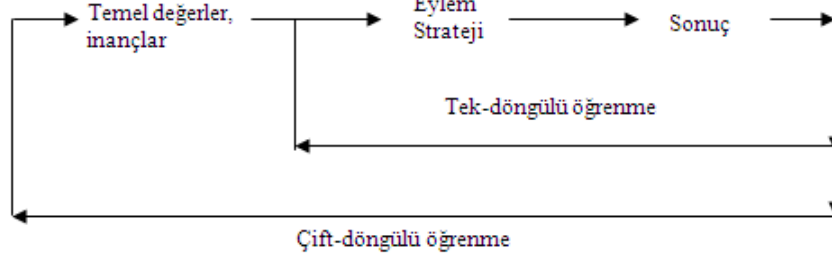 Temel değerler,
inançlar
Eylem
Strateji
Sonuç
Tek-döngülü öğrenme
Çift-döngülü öğrenme